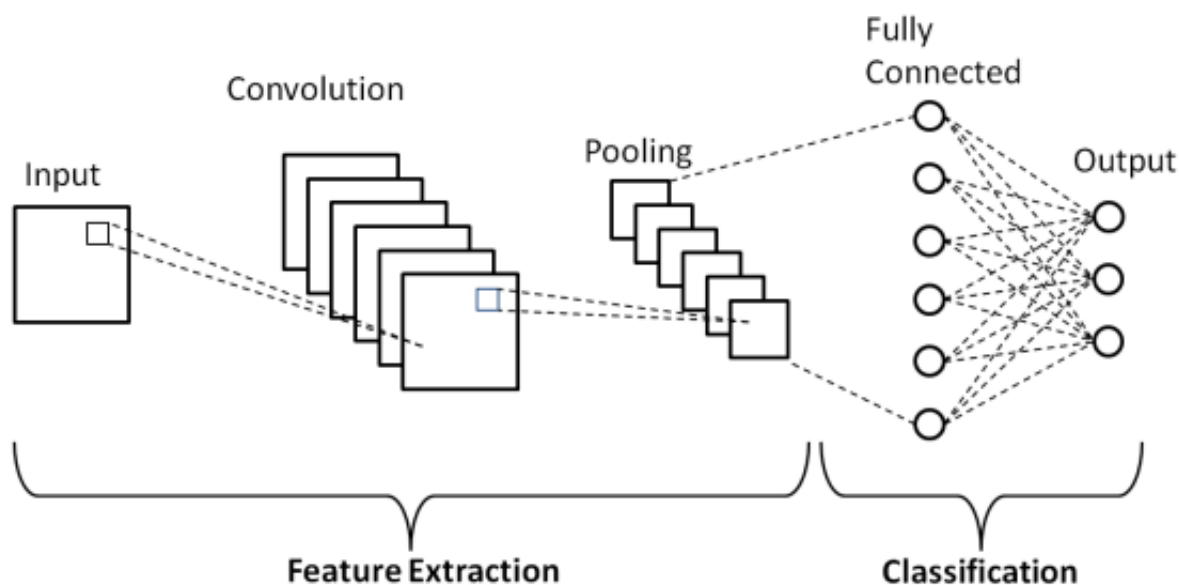 Input
Convolution
Pooling
Fully
Connected
Output
Feature Extraction
Classification